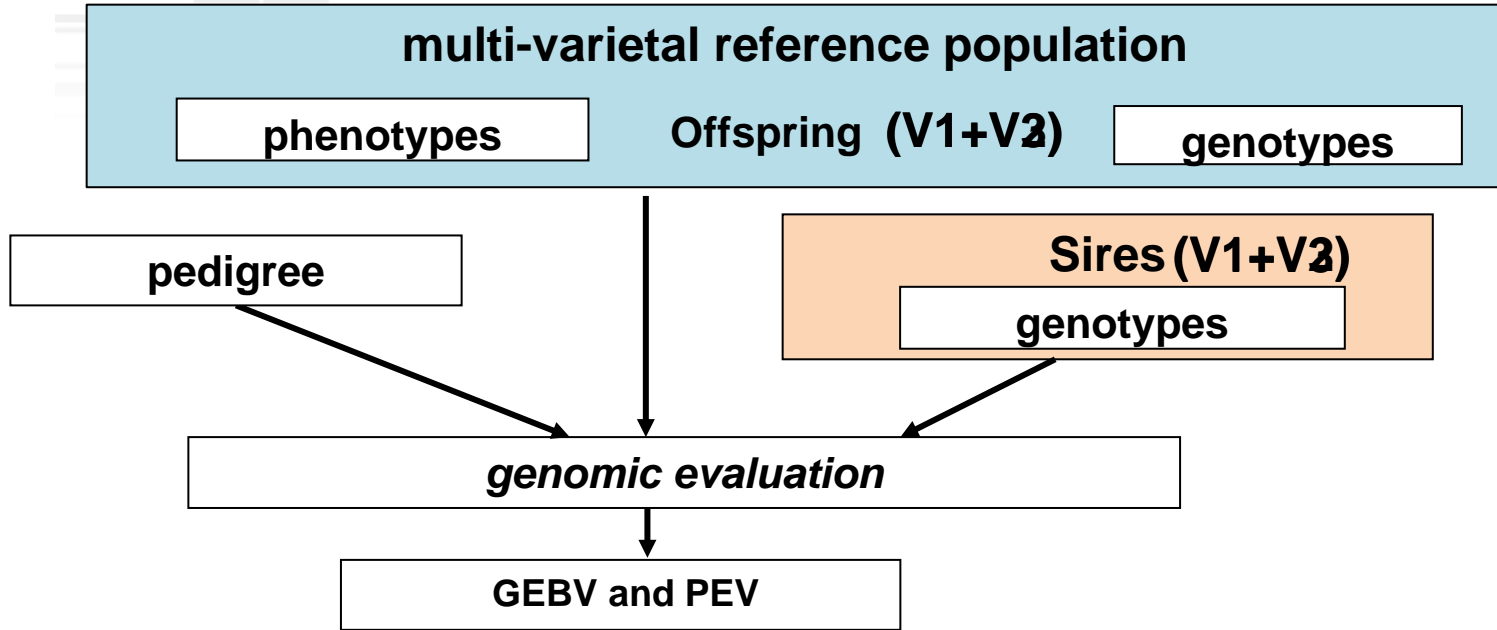 multi-varietal reference population
phenotypes
Offspring (V1+V
genotypes
pedigree
Sires (V1+V
genotypes
genomic evaluation
GEBV and PEV